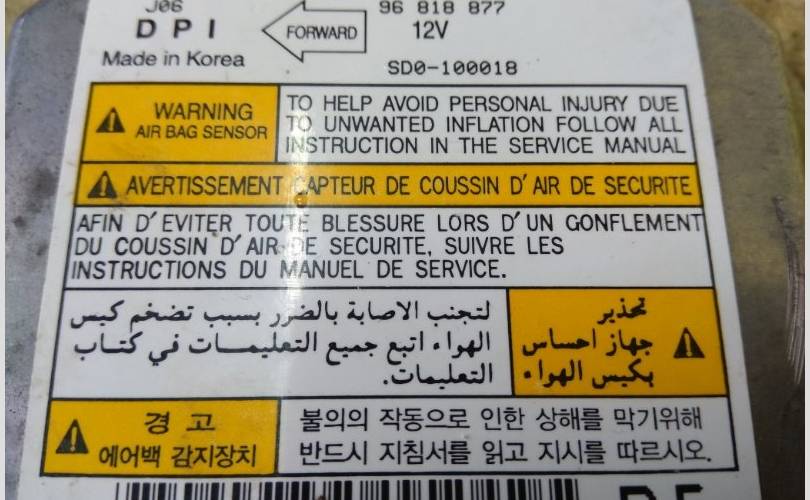 J06
96 818 877
DPI
FORWARD
12V
Made in Korea
SD0-100018
WARNING
AIR BAG SENSOR
TO HELP AVOID PERSONAL INJURY DUE
TO UNWANTED INFLATION FOLLOW ALL
INSTRUCTION IN THE SERVICE MANUAL
AVERTISSEMENT CAPTEUR DE COUSSIN D'AIR DE SECURITE
AFIN D'EVITER TOUTE BLESSURE LORS D'UN GONFLEMENT
DU COUSSIN D'AIR DE SECURITE, SUIVRE LES
INSTRUCTIONS DU MANUEL DE SERVICE.
تحذير
جهاز احساس
بكيس الهواء
لتجنب الاصابة بالضرر بسبب تضخم كيس
الهواء اتبع جميع التعليمـــات في كتـــاب
التعليمات.
경 고
에어백 감지장치
불의의 작동으로 인한 상해를 막기위해
반드시 지침서를 읽고 지시를 따르시오.